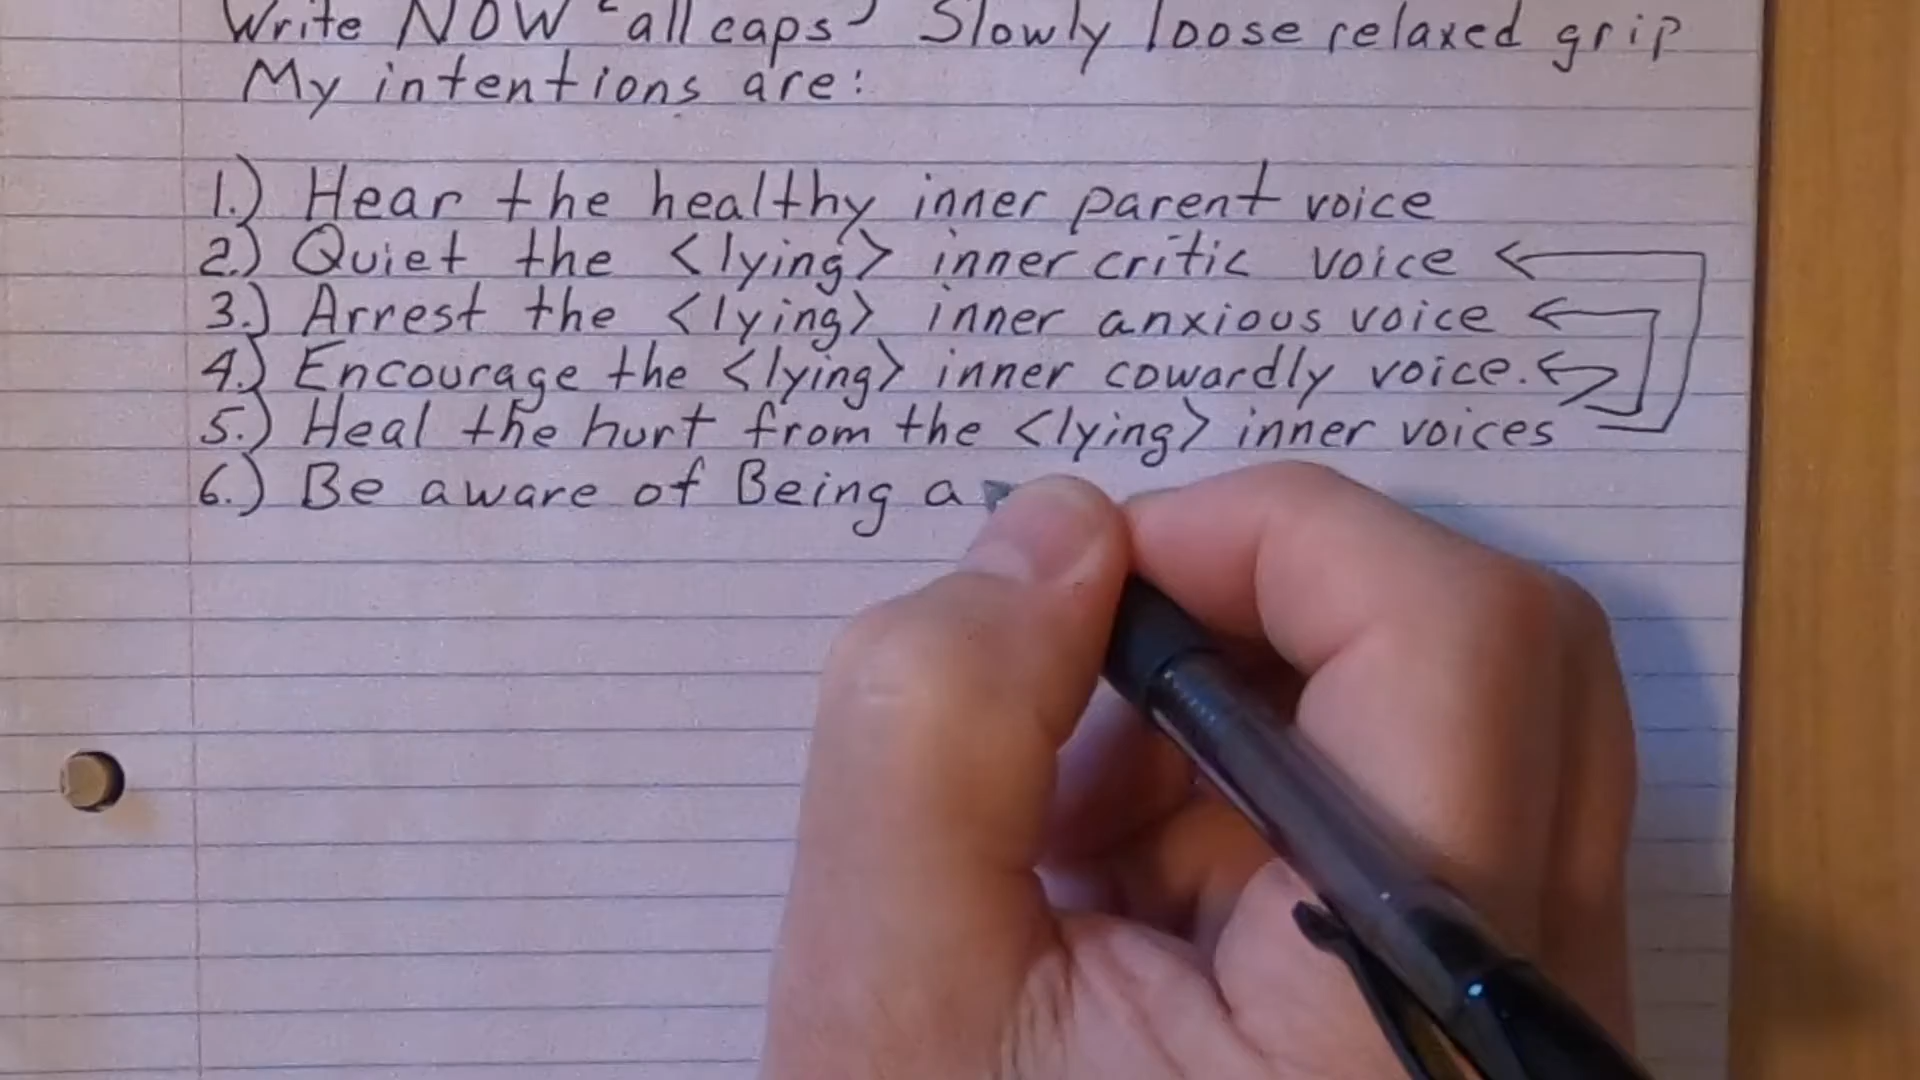 Write NOW "all caps" Slowly loose relaxed grip
My intentions are:
1.) Hear the healthy inner parent voice
2.) Quiet the <lying> inner critic voice
3.) Arrest the <lying> inner anxious voice
4.) Encourage the <lying> inner cowardly voice.
5.) Heal the hurt from the <lying> inner voices
6.) Be aware of Being a